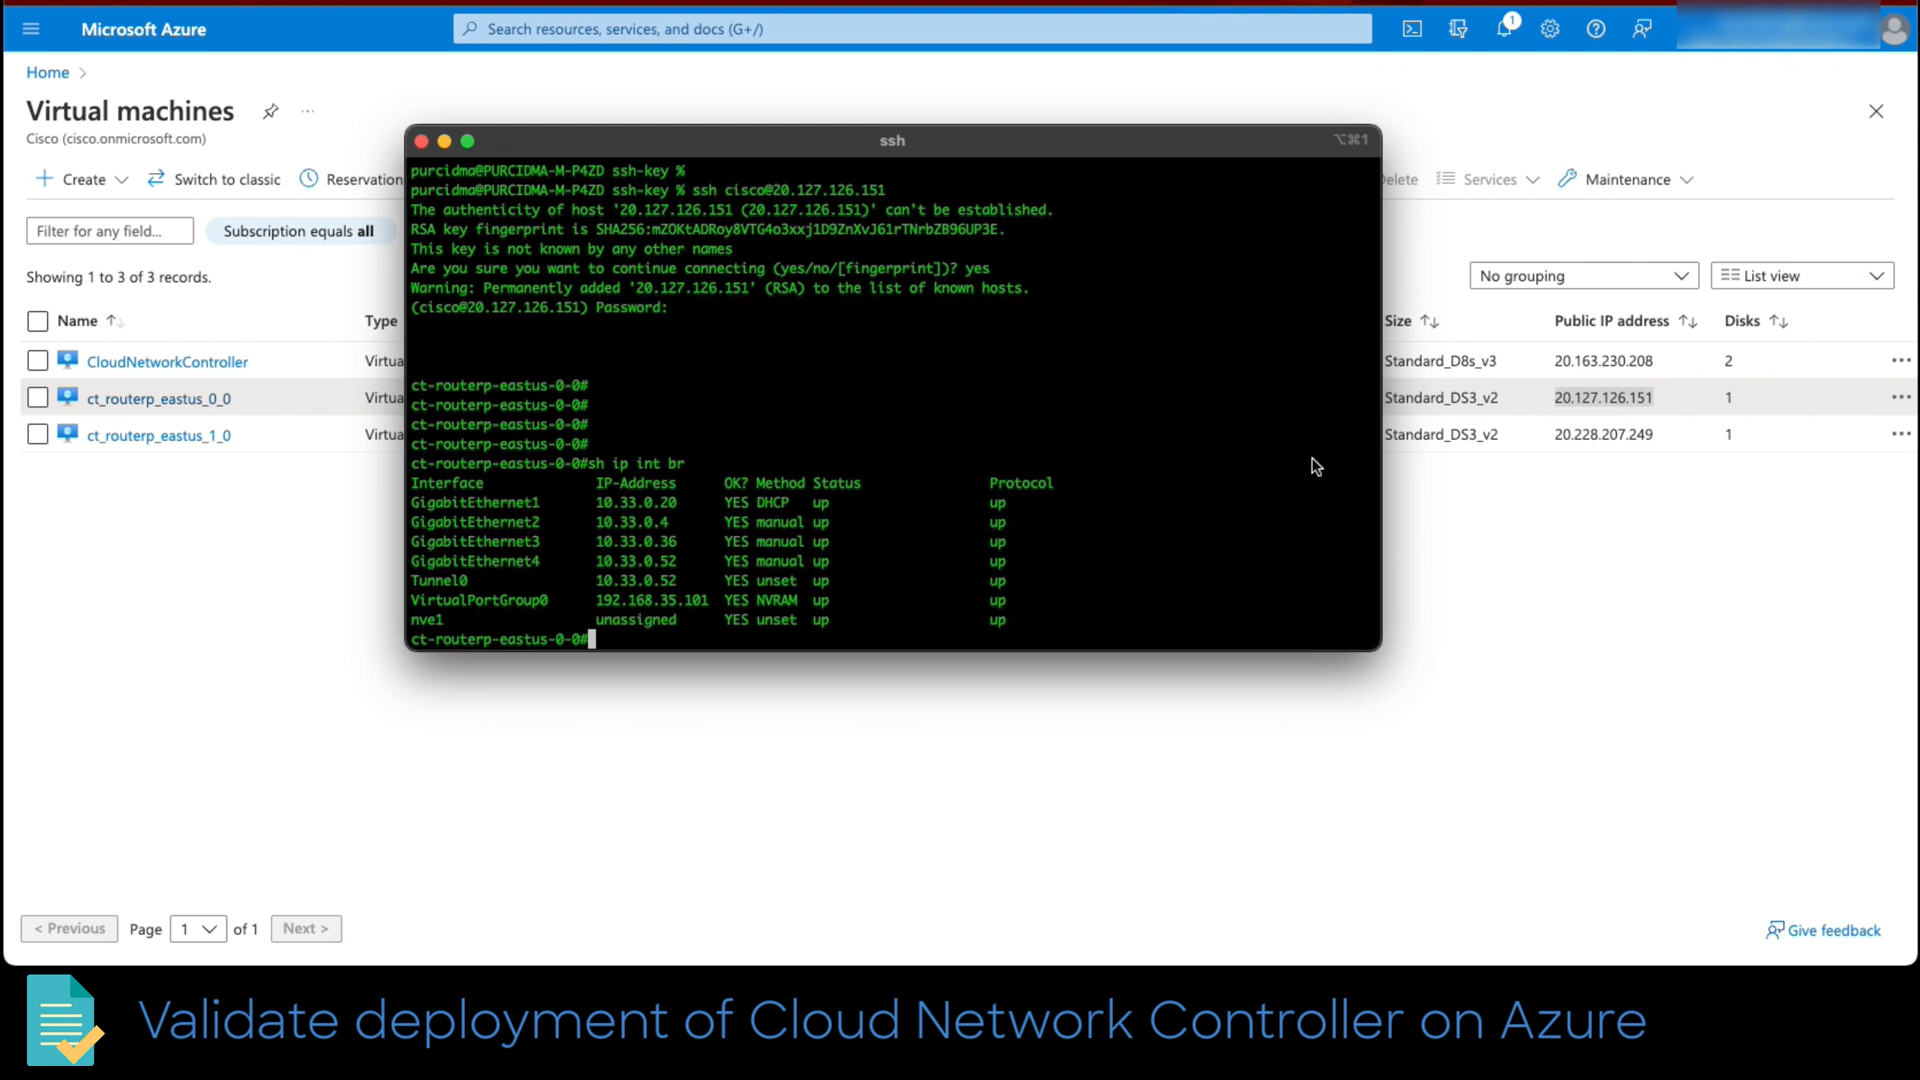 Microsoft Azure
Search resources, services, and docs (G+/)
1
Home
Virtual machines
Cisco (cisco.onmicrosoft.com)
Create
Switch to classic
Reservation
Services
Maintenance
Filter for any field...
Subscription equals all
Showing 1 to 3 of 3 records.
No grouping
List view
Name
Type
Size
Public IP address
Disks
CloudNetworkController
Virtua
Standard_D8s_v3
20.163.230.208
2
ct_routerp_eastus_0_0
Virtua
Standard_DS3_v2
20.127.126.151
1
ct_routerp_eastus_1_0
Virtua
Standard_DS3_v2
20.228.207.249
1
ssh
⌥⌘1
purcidma@PURCIDMA-M-P4ZD ssh-key %
purcidma@PURCIDMA-M-P4ZD ssh-key % ssh cisco@20.127.126.151
The authenticity of host '20.127.126.151 (20.127.126.151)' can't be established.
RSA key fingerprint is SHA256:mZOKtADRoy8VTG4o3xxj1D9ZnXvJ61rTNrbZB96UP3E.
This key is not known by any other names
Are you sure you want to continue connecting (yes/no/[fingerprint])? yes
Warning: Permanently added '20.127.126.151' (RSA) to the list of known hosts.
(cisco@20.127.126.151) Password:
ct-routerp-eastus-0-0#
ct-routerp-eastus-0-0#
ct-routerp-eastus-0-0#
ct-routerp-eastus-0-0#
ct-routerp-eastus-0-0#sh ip int br
Interface IP-Address OK? Method Status Protocol
GigabitEthernet1 10.33.0.20 YES DHCP up up
GigabitEthernet2 10.33.0.4 YES manual up up
GigabitEthernet3 10.33.0.36 YES manual up up
GigabitEthernet4 10.33.0.52 YES manual up up
Tunnel0 10.33.0.52 YES unset up up
VirtualPortGroup0 192.168.35.101 YES NVRAM up up
nve1 unassigned YES unset up up
ct-routerp-eastus-0-0#
< Previous
Page
1
of 1
Next >
Give feedback
Validate deployment of Cloud Network Controller on Azure